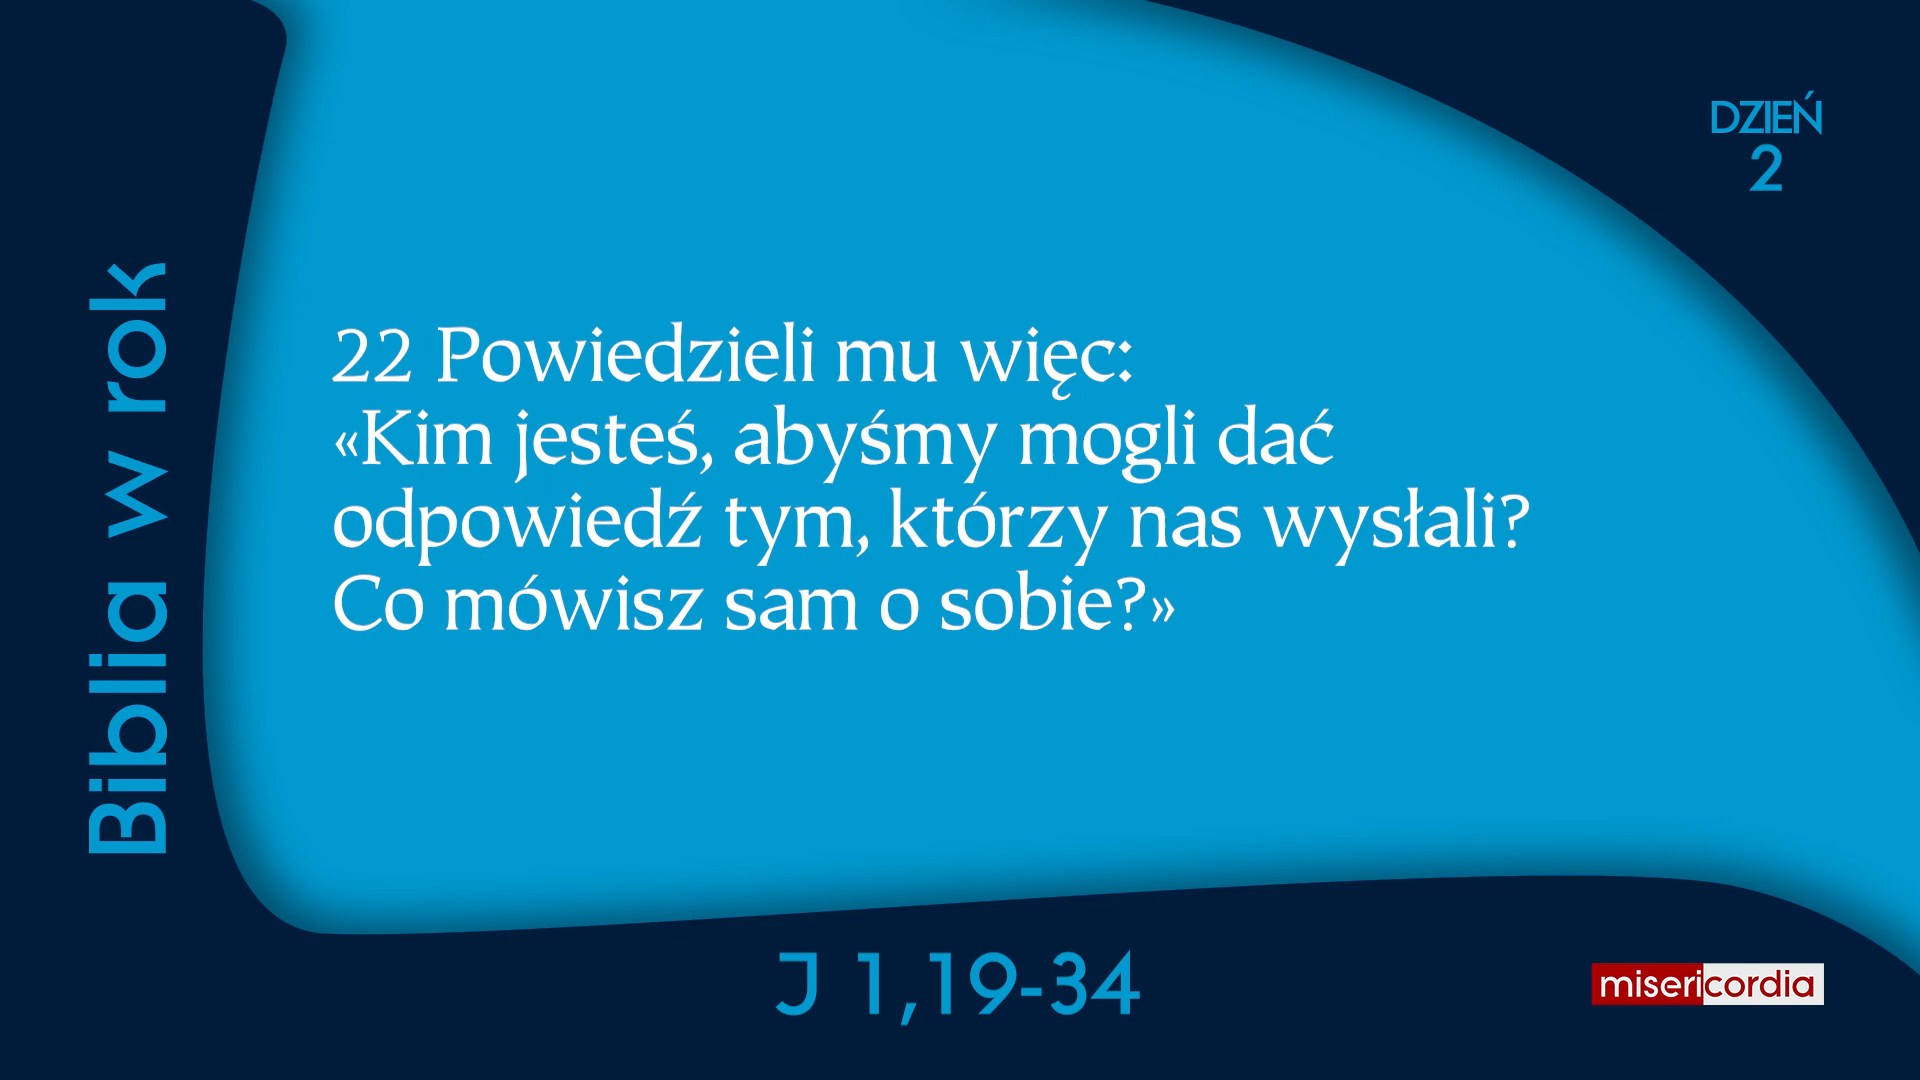 Biblia w rok
DZIEŃ
2
22 Powiedzieli mu więc:
«Kim jesteś, abyśmy mogli dać
odpowiedź tym, którzy nas wysłali?
Co mówisz sam o sobie?»
J 1,19-34
misericordia